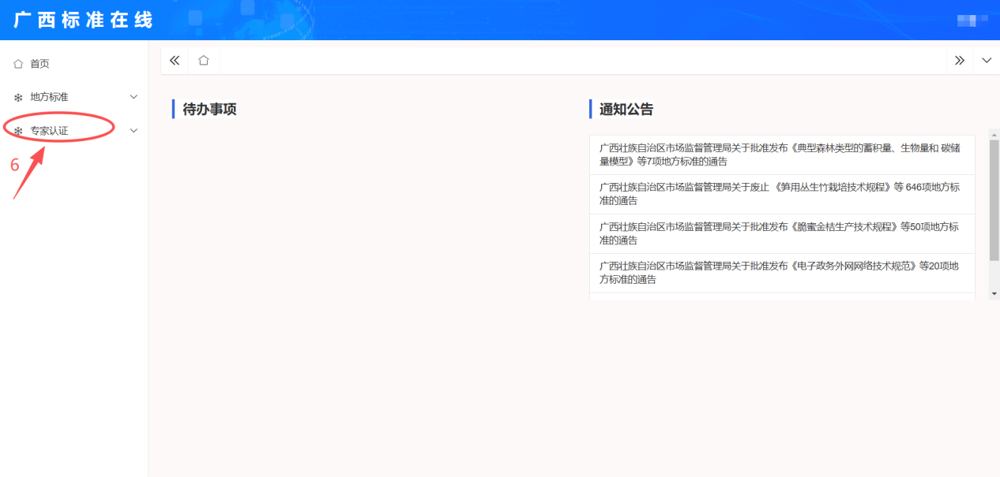 广西标准在线
首页
地方标准
专家认证
6
待办事项
通知公告
广西壮族自治区市场监督管理局关于批准发布《典型森林类型的蓄积量、生物量和 碳储
量模型》等7项地方标准的通告
广西壮族自治区市场监督管理局关于废止 《笋用丛生竹栽培技术规程》等 646项地方标
准的通告
广西壮族自治区市场监督管理局关于批准发布《脆蜜金桔生产技术规程》等50项地方标
准的通告
广西壮族自治区市场监督管理局关于批准发布《电子政务外网网络技术规范》等20项地
方标准的通告